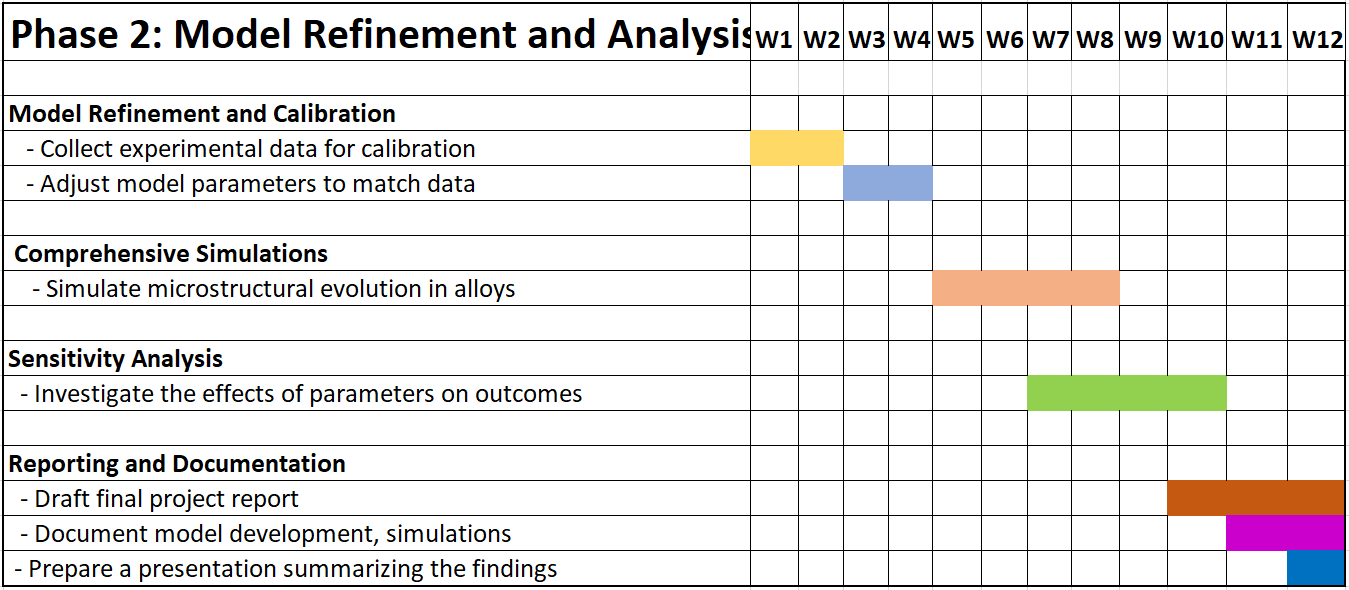 Phase 2: Model Refinement and Analysis W1 W2 W3 W4 W5 W6 W7 W8 W9 W10 W11 W12
Model Refinement and Calibration
- Collect experimental data for calibration
- Adjust model parameters to match data
Comprehensive Simulations
- Simulate microstructural evolution in alloys
Sensitivity Analysis
- Investigate the effects of parameters on outcomes
Reporting and Documentation
- Draft final project report
- Document model development, simulations
- Prepare a presentation summarizing the findings